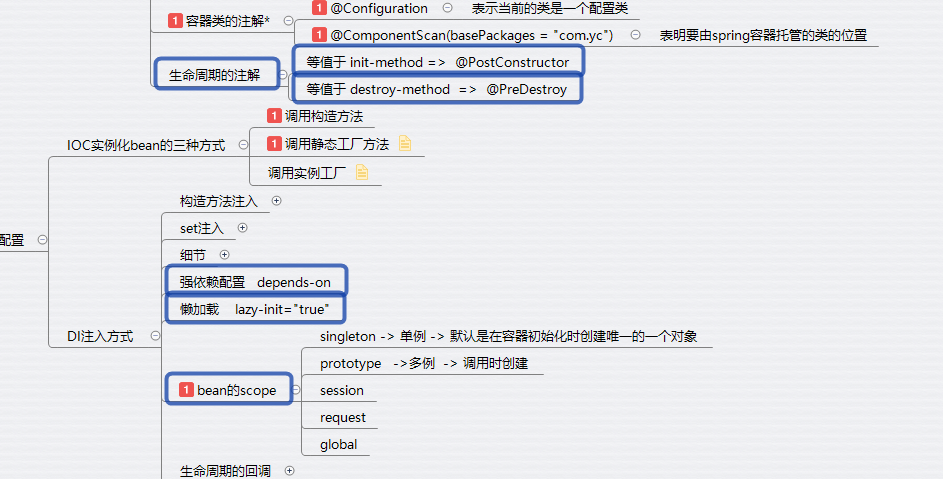 1 @Configuration 表示当前的类是一个配置类
1 容器类的注解*
1 @ComponentScan(basePackages = "com.yc") 表明要由spring容器托管的类的位置
等值于 init-method => @PostConstructor
生命周期的注解
等值于 destroy-method => @PreDestroy
1 调用构造方法
IOC实例化bean的三种方式
1 调用静态工厂方法
调用实例工厂
构造方法注入
set注入
配置
细节
强依赖配置 depends-on
懒加载 lazy-init="true"
DI注入方式
singleton -> 单例 -> 默认是在容器初始化时创建唯一的一个对象
prototype ->多例 -> 调用时创建
1 bean的scope
session
request
global
生命周期的回调